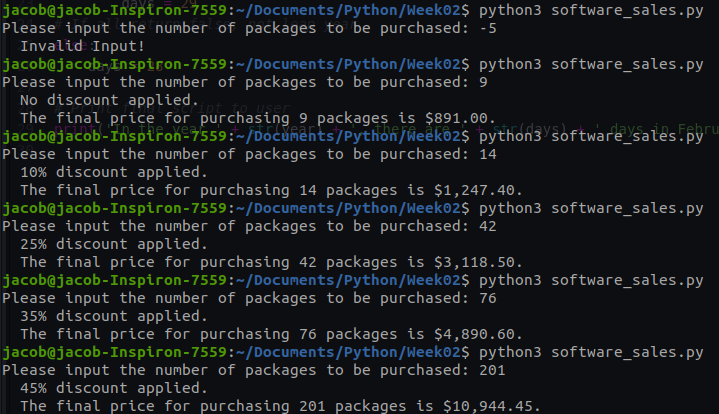 jacob@jacob-Inspiron-7559:~/Documents/Python/Week02$ python3 software_sales.py
Please input the number of packages to be purchased: -5
  Invalid Input!
jacob@jacob-Inspiron-7559:~/Documents/Python/Week02$ python3 software_sales.py
Please input the number of packages to be purchased: 9
  No discount applied.
  The final price for purchasing 9 packages is $891.00.
jacob@jacob-Inspiron-7559:~/Documents/Python/Week02$ python3 software_sales.py
Please input the number of packages to be purchased: 14
  10% discount applied.
  The final price for purchasing 14 packages is $1,247.40.
jacob@jacob-Inspiron-7559:~/Documents/Python/Week02$ python3 software_sales.py
Please input the number of packages to be purchased: 42
  25% discount applied.
  The final price for purchasing 42 packages is $3,118.50.
jacob@jacob-Inspiron-7559:~/Documents/Python/Week02$ python3 software_sales.py
Please input the number of packages to be purchased: 76
  35% discount applied.
  The final price for purchasing 76 packages is $4,890.60.
jacob@jacob-Inspiron-7559:~/Documents/Python/Week02$ python3 software_sales.py
Please input the number of packages to be purchased: 201
  45% discount applied.
  The final price for purchasing 201 packages is $10,944.45.